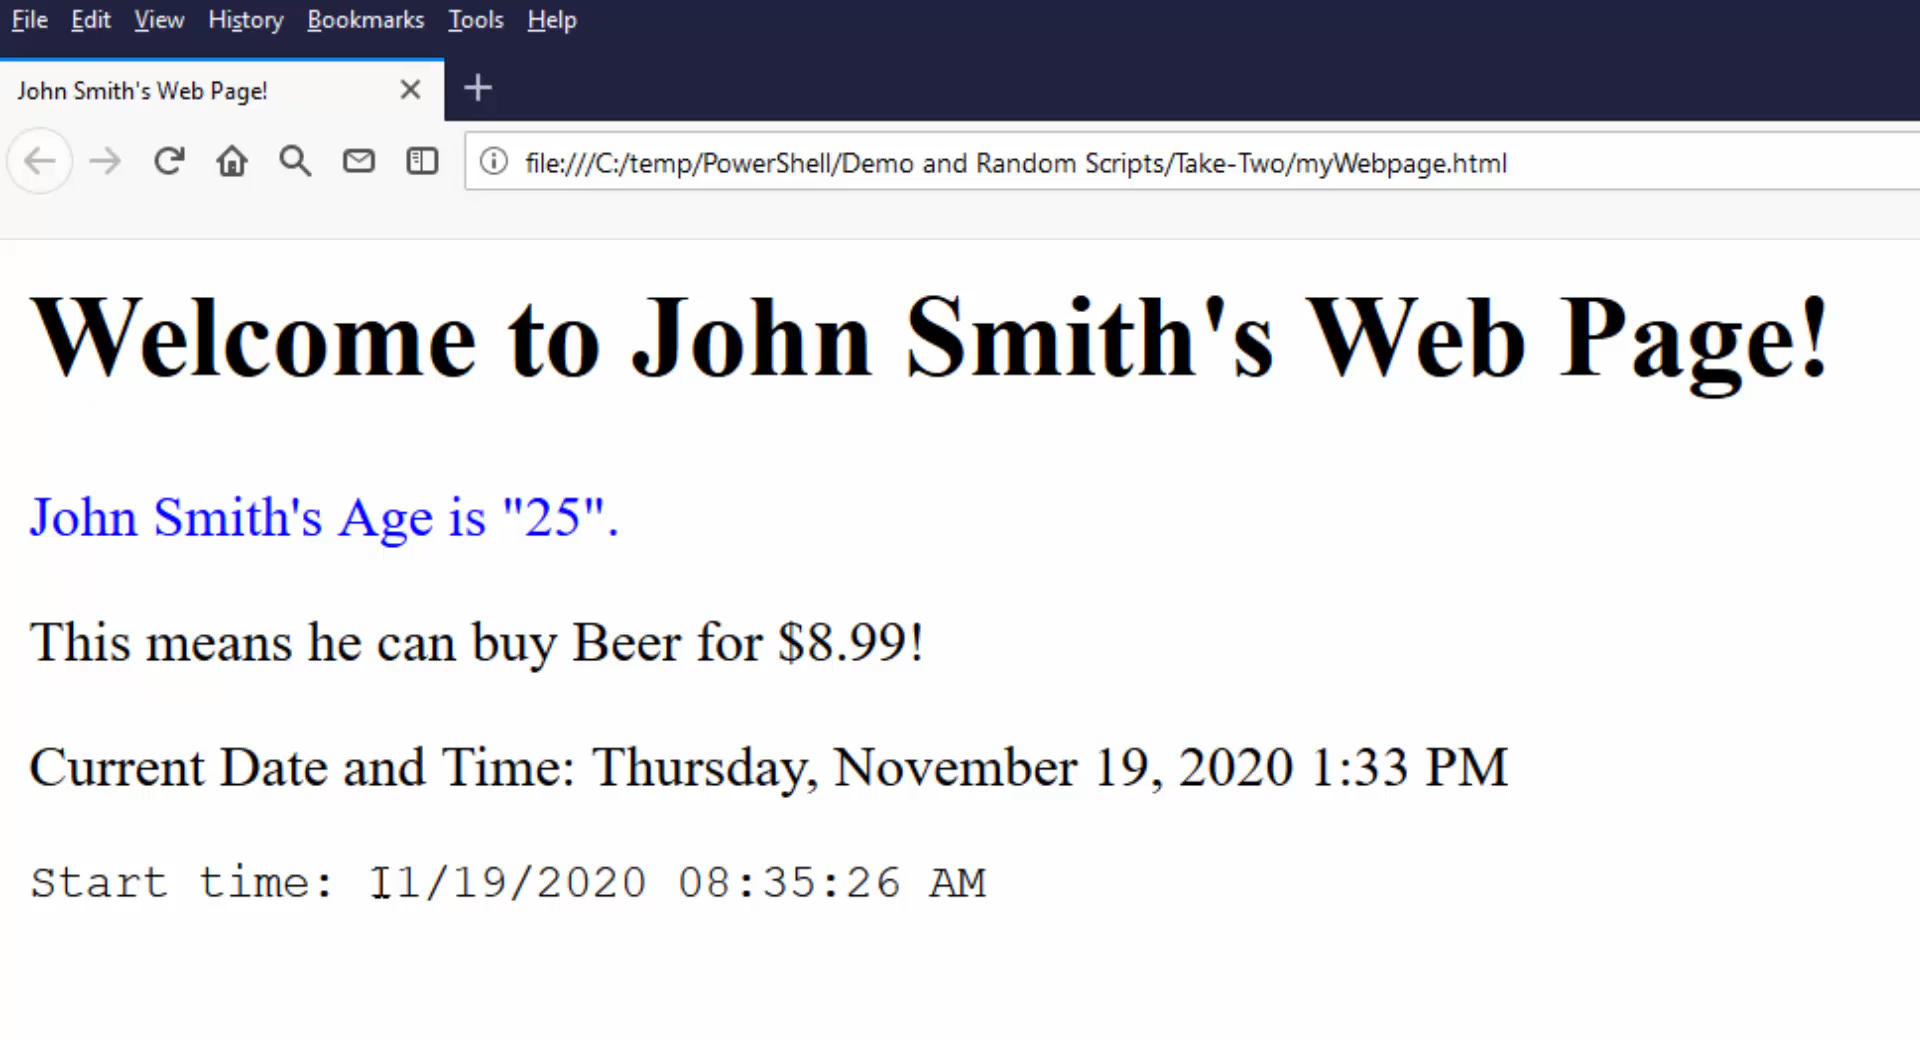 File Edit View History Bookmarks Tools Help
John Smith's Web Page!
file:///C:/temp/PowerShell/Demo and Random Scripts/Take-Two/myWebpage.html
Welcome to John Smith's Web Page!
John Smith's Age is "25".
This means he can buy Beer for $8.99!
Current Date and Time: Thursday, November 19, 2020 1:33 PM
Start time: 11/19/2020 08:35:26 AM